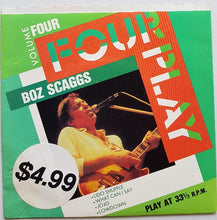 VOLUME FOUR
FOUR PLAY
BOZ SCAGGS
LIDO SHUFFLE
• WHAT CAN I SAY
• JOJO
• LOWDOWN
$4.99
PLAY AT 33⅓ R.P.M.